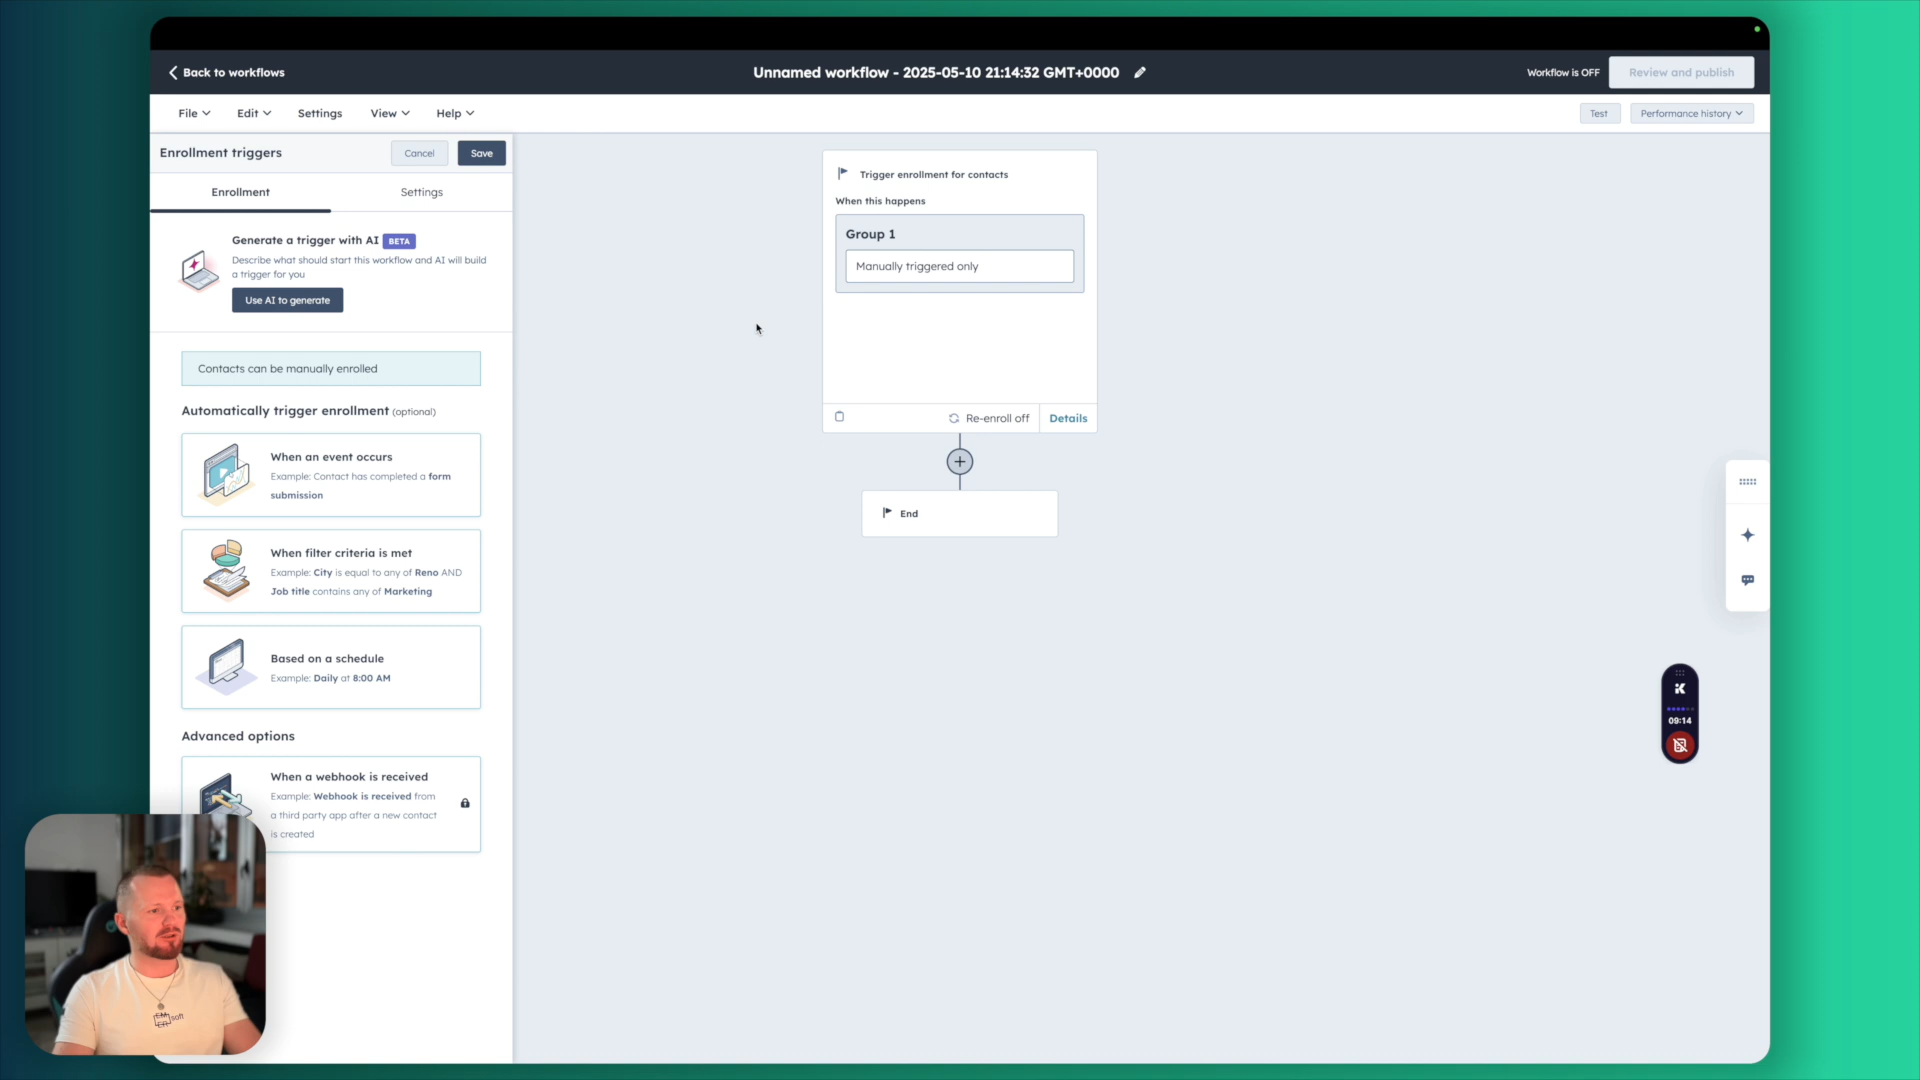 Back to workflows
Unnamed workflow - 2025-05-10 21:14:32 GMT+0000
Workflow is OFF
Review and publish
File
Edit
Settings
View
Help
Test
Performance history
Enrollment triggers
Cancel
Save
Enrollment
Settings
Generate a trigger with AI BETA
Describe what should start this workflow and AI will build
a trigger for you
Use AI to generate
Contacts can be manually enrolled
Automatically trigger enrollment (optional)
When an event occurs
Example: Contact has completed a form
submission
When filter criteria is met
Example: City is equal to any of Reno AND
Job title contains any of Marketing
Based on a schedule
Example: Daily at 8:00 AM
Advanced options
When a webhook is received
Example: Webhook is received from
a third party app after a new contact
is created
Trigger enrollment for contacts
When this happens
Group 1
Manually triggered only
Re-enroll off
Details
End
09:14
soft